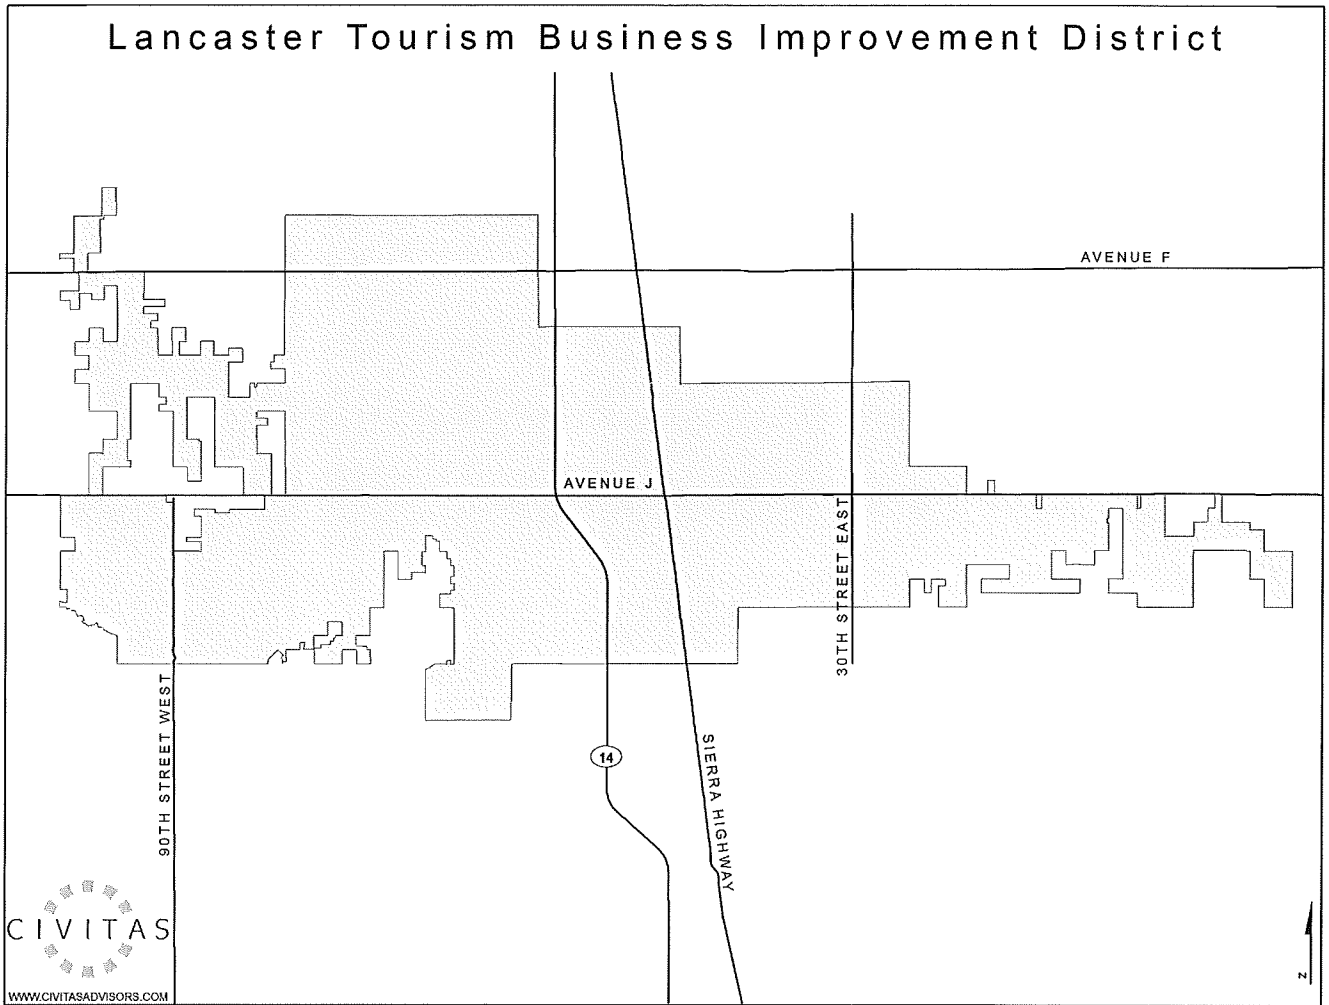 Lancaster Tourism Business Improvement District
AVENUE F
AVENUE J
30TH STREET EAST
90TH STREET WEST
14
SIERRA HIGHWAY
CIVITAS
WWW.CIVITASADVISORS.COM
N